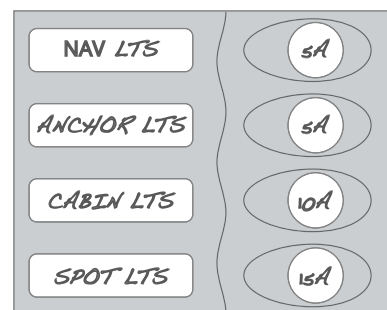 NAV LTS 5A
ANCHOR LTS 5A
CABIN LTS 10A
SPOT LTS 15A